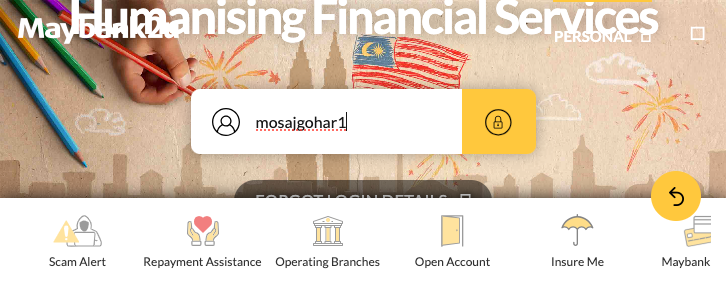 Humanising Financial Services
Maybank2u
PERSONAL
mosajgohar1
FORGOT LOGIN DETAILS
Scam Alert
Repayment Assistance
Operating Branches
Open Account
Insure Me
Maybank